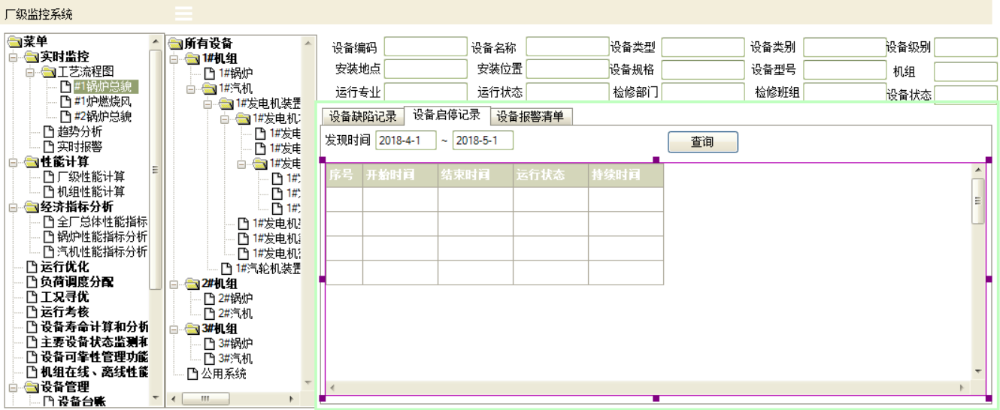 厂级监控系统
菜单
实时监控
工艺流程图
#1锅炉总貌
#1炉燃烧风
#2锅炉总貌
趋势分析
实时报警
性能计算
厂级性能计算
机组性能计算
经济指标分析
全厂总体性能指标
锅炉性能指标分析
汽机性能指标分析
运行优化
负荷调度分配
工况寻优
运行考核
设备寿命计算和分析
主要设备状态监测和
设备可靠性管理功能
机组在线、离线性能
设备管理
设备台账
所有设备
1#机组
1#锅炉
1#汽机
1#发电机装置
1#发电机
1#发电
1#发电
1#发电
1#
1#
1#
1#发电机
1#发电机
1#发电机
1#汽轮机装置
2#机组
2#锅炉
2#汽机
3#机组
3#锅炉
3#汽机
公用系统
设备编码 设备名称 设备类型 设备类别 设备级别
安装地点 安装位置 设备规格 设备型号 机组
运行专业 运行状态 检修部门 检修班组 设备状态
设备缺陷记录 设备启停记录 设备报警清单
发现时间 2018-4-1 ~ 2018-5-1 查询
序号 开始时间 结束时间 运行状态 持续时间